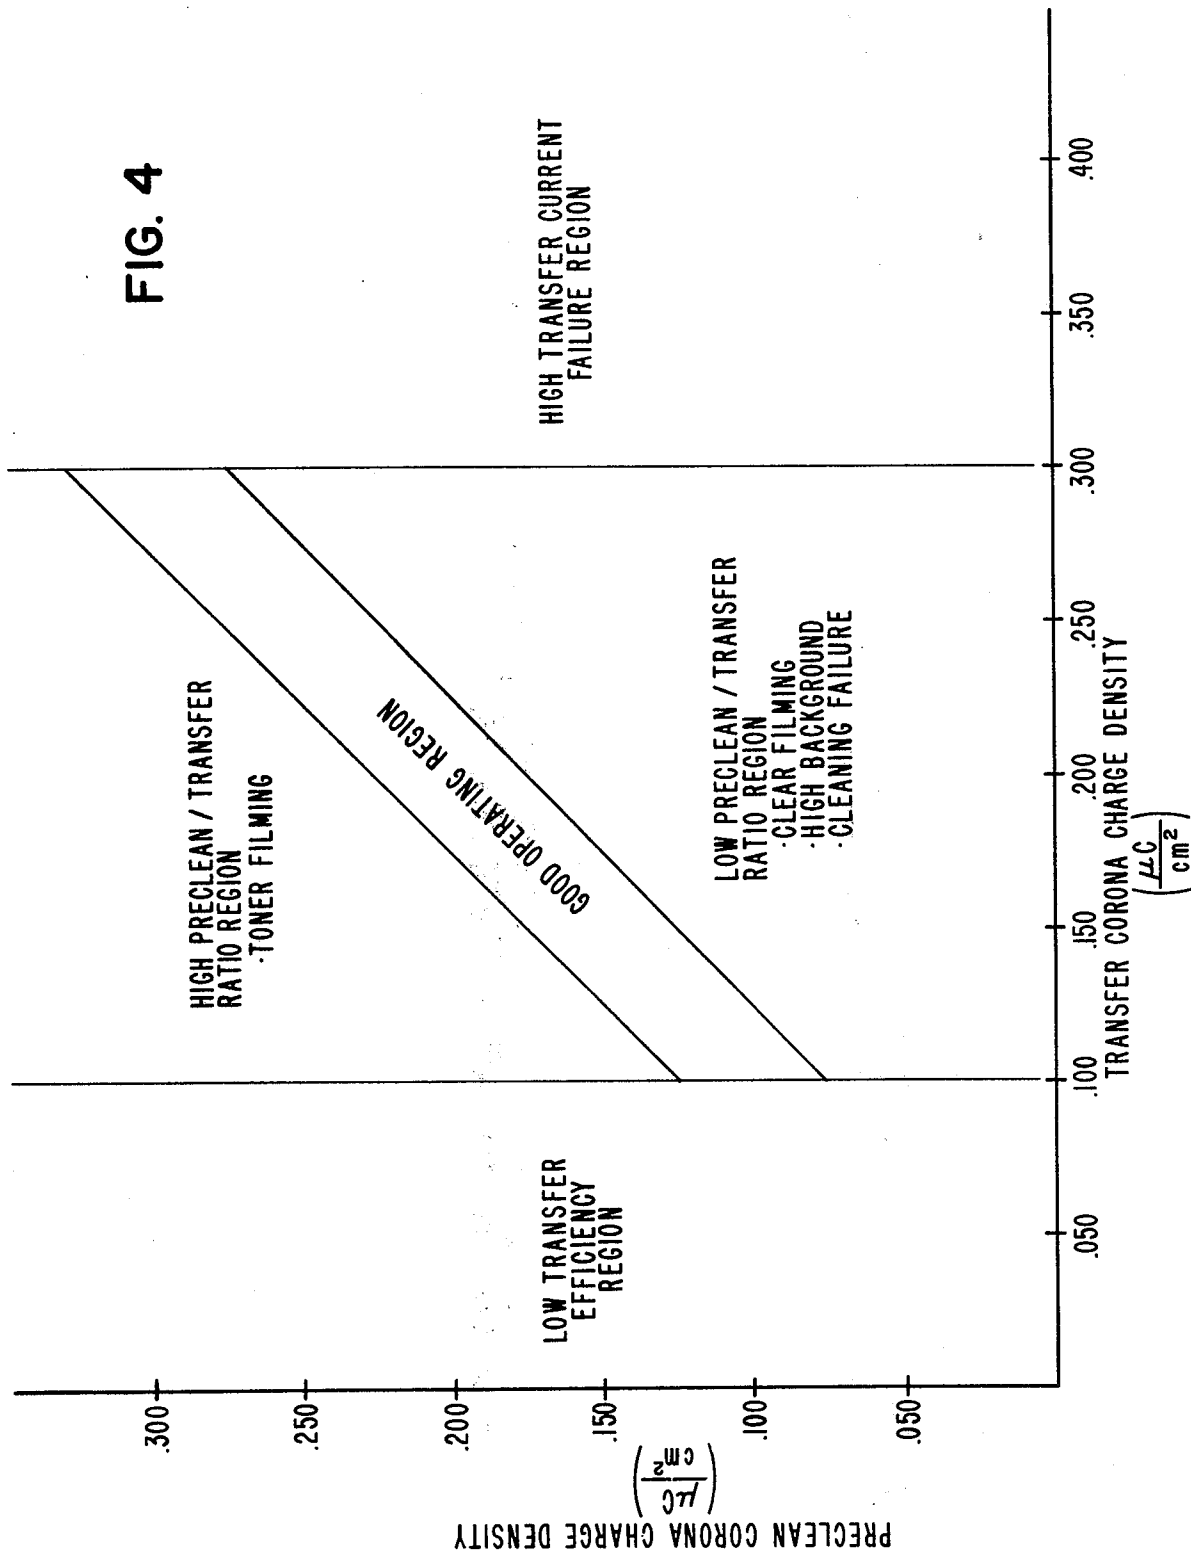 FIG. 4
HIGH PRECLEAN / TRANSFER
RATIO REGION
·TONER FILMING
GOOD OPERATING REGION
LOW TRANSFER
EFFICIENCY
REGION
HIGH TRANSFER CURRENT
FAILURE REGION
LOW PRECLEAN / TRANSFER
RATIO REGION
·CLEAR FILMING
·HIGH BACKGROUND
·CLEANING FAILURE
PRECLEAN CORONA CHARGE DENSITY
(μC/cm²)
.300
.200
.250
.150
.100
.050
.050
.100
.150
.200
.250
.300
.350
.400
TRANSFER CORONA CHARGE DENSITY
(μC/cm²)